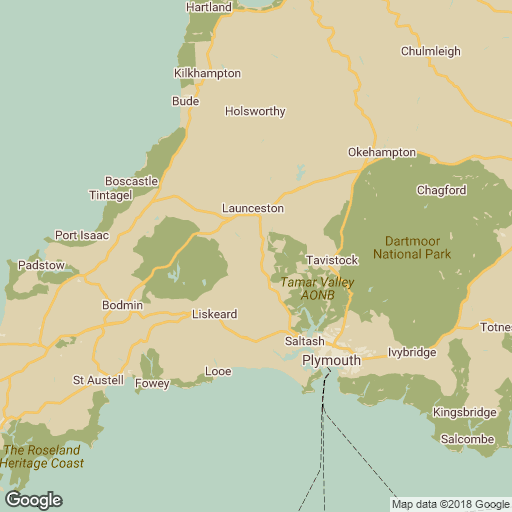 Hartland
Chulmleigh
Kilkhampton
Bude
Holsworthy
Okehampton
Boscastle
Tintagel
Chagford
Launceston
Port Isaac
Dartmoor
National Park
Padstow
Tavistock
Tamar Valley
AONB
Bodmin
Liskeard
Totnes
Saltash
Plymouth
Ivybridge
Looe
St Austell
Fowey
Kingsbridge
Salcombe
The Roseland
Heritage Coast
Google
Map data ©2018 Google